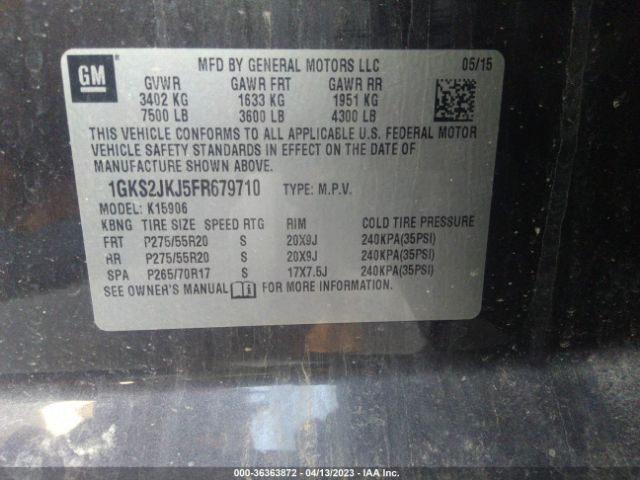 GM
MFD BY GENERAL MOTORS LLC 05/15
GVWR GAWR FRT GAWR RR
3402 KG 1633 KG 1951 KG
7500 LB 3600 LB 4300 LB
THIS VEHICLE CONFORMS TO ALL APPLICABLE U.S. FEDERAL MOTOR
VEHICLE SAFETY STANDARDS IN EFFECT ON THE DATE OF
MANUFACTURE SHOWN ABOVE.
1GKS2JKJ5FR679710 TYPE: M.P.V.
MODEL: K15906
KBNG TIRE SIZE SPEED RTG RIM COLD TIRE PRESSURE
FRT P275/55R20 S 20X9J 240KPA(35PSI)
RR P275/55R20 S 20X9J 240KPA(35PSI)
SPA P265/70R17 S 17X7.5J 240KPA(35PSI)
SEE OWNER'S MANUAL FOR MORE INFORMATION.
000-36363872 - 04/13/2023 - IAA Inc.